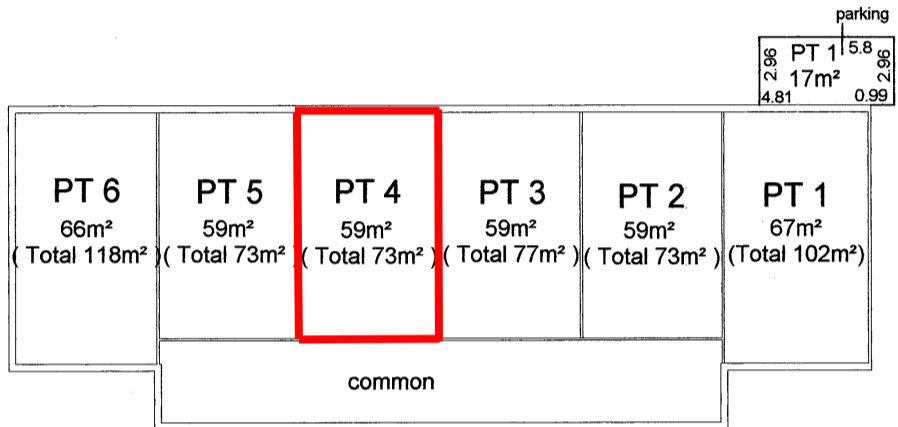 parking
PT 1
5.8
2.96
17m²
2.96
4.81
0.99
PT 6
66m²
( Total 118m² )
PT 5
59m²
( Total 73m² )
PT 4
59m²
( Total 73m² )
PT 3
59m²
( Total 77m² )
PT 2
59m²
( Total 73m² )
PT 1
67m²
(Total 102m²)
common